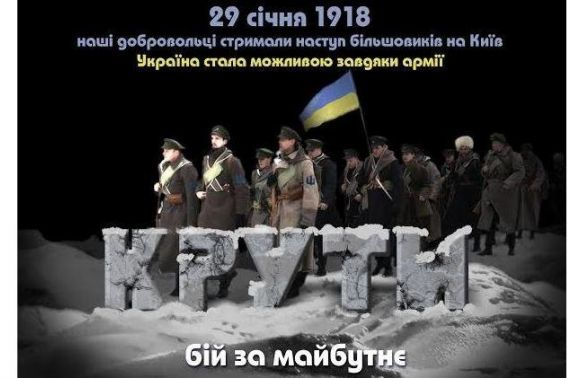 29 січня 1918
наші добровольці стримали наступ більшовиків на Київ
Україна стала можливою завдяки армії
КРУТИ
бій за майбутнє